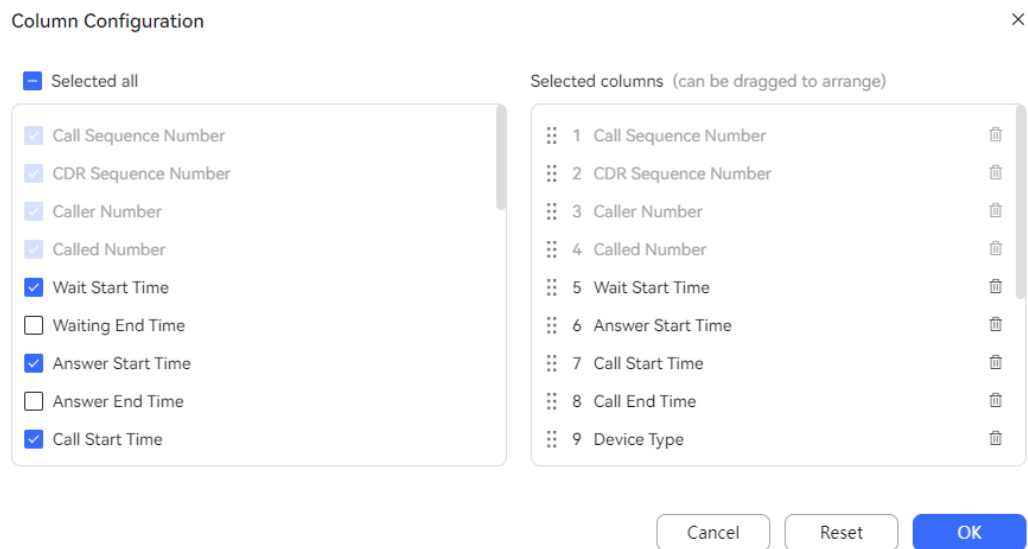 Column Configuration
Selected all
Call Sequence Number
CDR Sequence Number
Caller Number
Called Number
Wait Start Time
Waiting End Time
Answer Start Time
Answer End Time
Call Start Time
Selected columns (can be dragged to arrange)
1 Call Sequence Number
2 CDR Sequence Number
3 Caller Number
4 Called Number
5 Wait Start Time
6 Answer Start Time
7 Call Start Time
8 Call End Time
9 Device Type
Cancel Reset OK